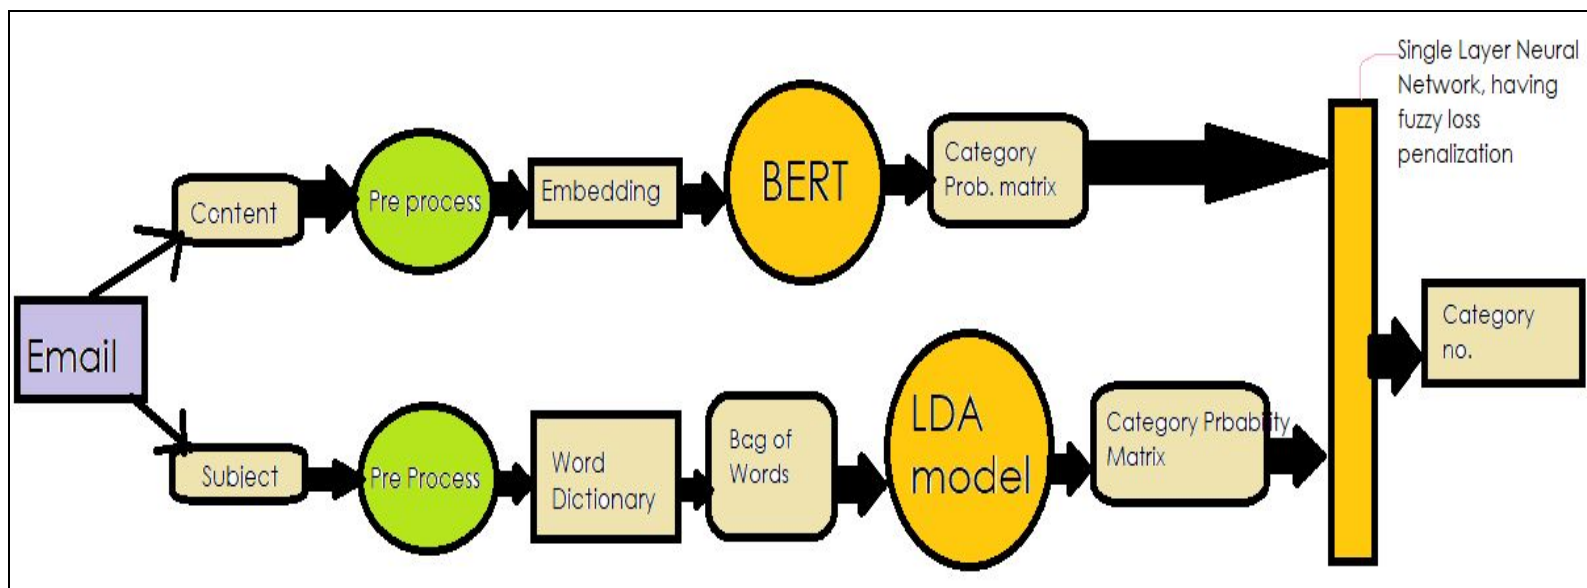 Single Layer Neural
Network, having
fuzzy loss
penalization
Content
Pre process
Embedding
BERT
Category
Prob. matrix
Email
Category
no.
Subject
Pre Process
Word
Dictionary
Bag of
Words
LDA
model
Category Prbability
Matrix